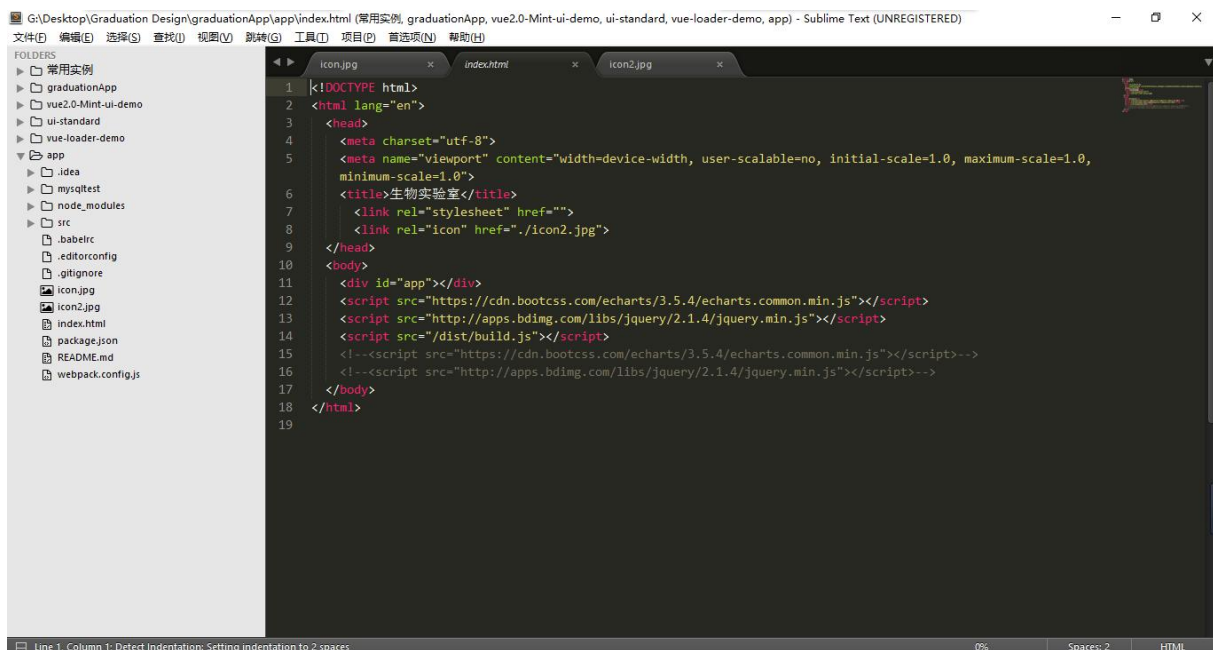 G:\Desktop\Graduation Design\graduationApp\app\index.html (常用实例, graduationApp, vue2.0-Mint-ui-demo, ui-standard, vue-loader-demo, app) - Sublime Text (UNREGISTERED)
文件(F) 编辑(E) 选择(S) 查找(I) 视图(V) 跳转(G) 工具(T) 项目(P) 首选项(N) 帮助(H)
FOLDERS
常用实例
graduationApp
vue2.0-Mint-ui-demo
ui-standard
vue-loader-demo
app
.idea
mysqltest
node_modules
src
.babelrc
.editorconfig
.gitignore
icon.jpg
icon2.jpg
index.html
package.json
README.md
webpack.config.js
icon.jpg × index.html × icon2.jpg ×
1 <!DOCTYPE html>
2 <html lang="en">
3 <head>
4 <meta charset="utf-8">
5 <meta name="viewport" content="width=device-width, user-scalable=no, initial-scale=1.0, maximum-scale=1.0,
minimum-scale=1.0">
6 <title>生物实验室</title>
7 <link rel="stylesheet" href="">
8 <link rel="icon" href="./icon2.jpg">
9 </head>
10 <body>
11 <div id="app"></div>
12 <script src="https://cdn.bootcss.com/echarts/3.5.4/echarts.common.min.js"></script>
13 <script src="http://apps.bdimg.com/libs/jquery/2.1.4/jquery.min.js"></script>
14 <script src="/dist/build.js"></script>
15 <!--<script src="https://cdn.bootcss.com/echarts/3.5.4/echarts.common.min.js"></script>-->
16 <!--<script src="http://apps.bdimg.com/libs/jquery/2.1.4/jquery.min.js"></script>-->
17 </body>
18 </html>
19
Line 1, Column 1; Detect Indentation: Setting indentation to 2 spaces 0% Spaces: 2 HTML